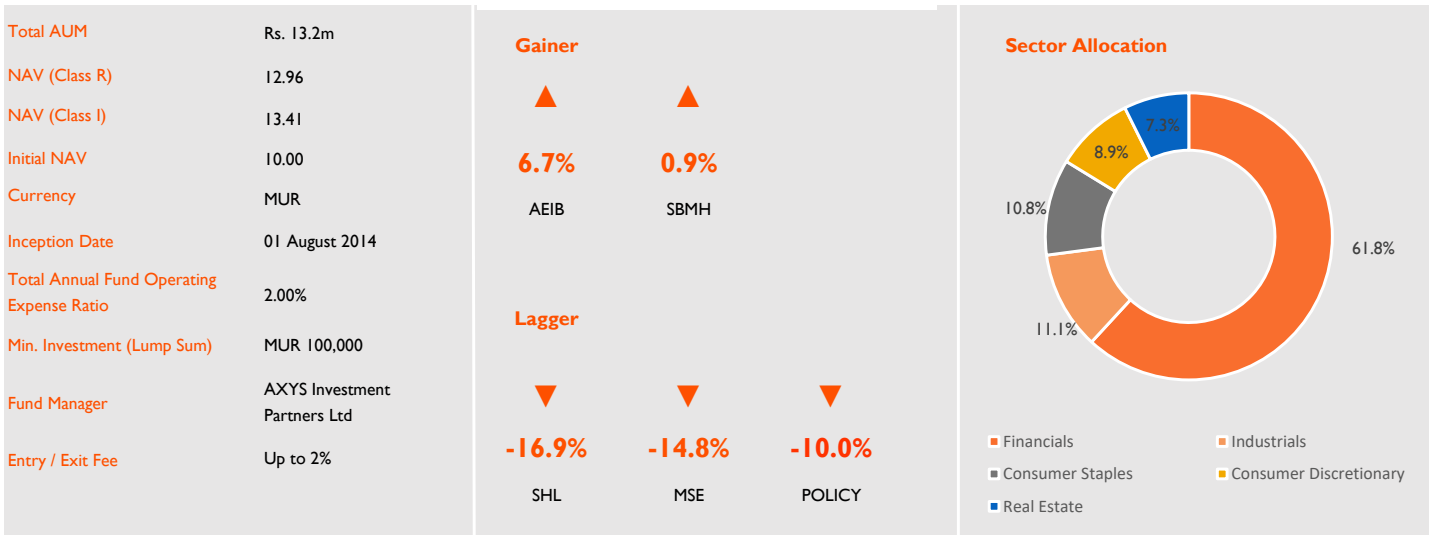 Total AUM Rs. 13.2m
NAV (Class R) 12.96
NAV (Class I) 13.41
Initial NAV 10.00
Currency MUR
Inception Date 01 August 2014
Total Annual Fund Operating
Expense Ratio 2.00%
Min. Investment (Lump Sum) MUR 100,000
Fund Manager AXYS Investment
Partners Ltd
Entry / Exit Fee Up to 2%
Gainer
6.7% 0.9%
AEIB SBMH
Lagger
-16.9% -14.8% -10.0%
SHL MSE POLICY
Sector Allocation
7.3%
8.9%
10.8%
61.8%
11.1%
Financials Industrials
Consumer Staples Consumer Discretionary
Real Estate